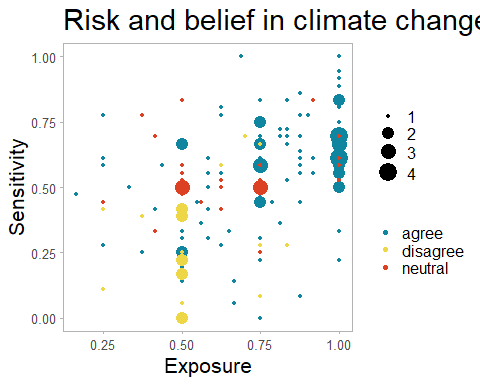 Risk and belief in climate change
1.00
0.75
0.50
0.25
0.00
Sensitivity
0.25
0.50
0.75
1.00
Exposure
1
2
3
4
agree
disagree
neutral